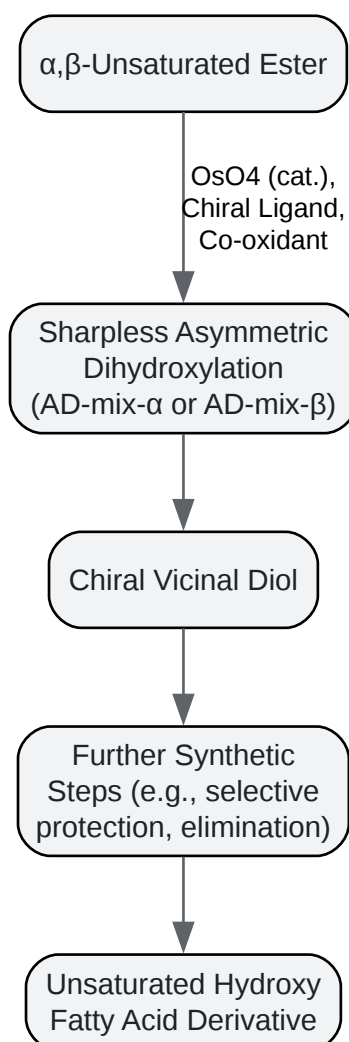 α,β-Unsaturated Ester
OsO4 (cat.),
Chiral Ligand,
Co-oxidant
Sharpless Asymmetric
Dihydroxylation
(AD-mix-α or AD-mix-β)
Chiral Vicinal Diol
Further Synthetic
Steps (e.g., selective
protection, elimination)
Unsaturated Hydroxy
Fatty Acid Derivative